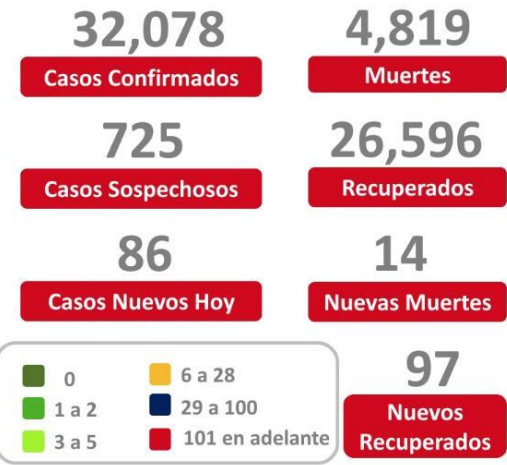 32,078
Casos Confirmados
4,819
Muertes
725
Casos Sospechosos
26,596
Recuperados
86
Casos Nuevos Hoy
14
Nuevas Muertes
0
1 a 2
3 a 5
6 a 28
29 a 100
101 en adelante
97
Nuevos
Recuperados